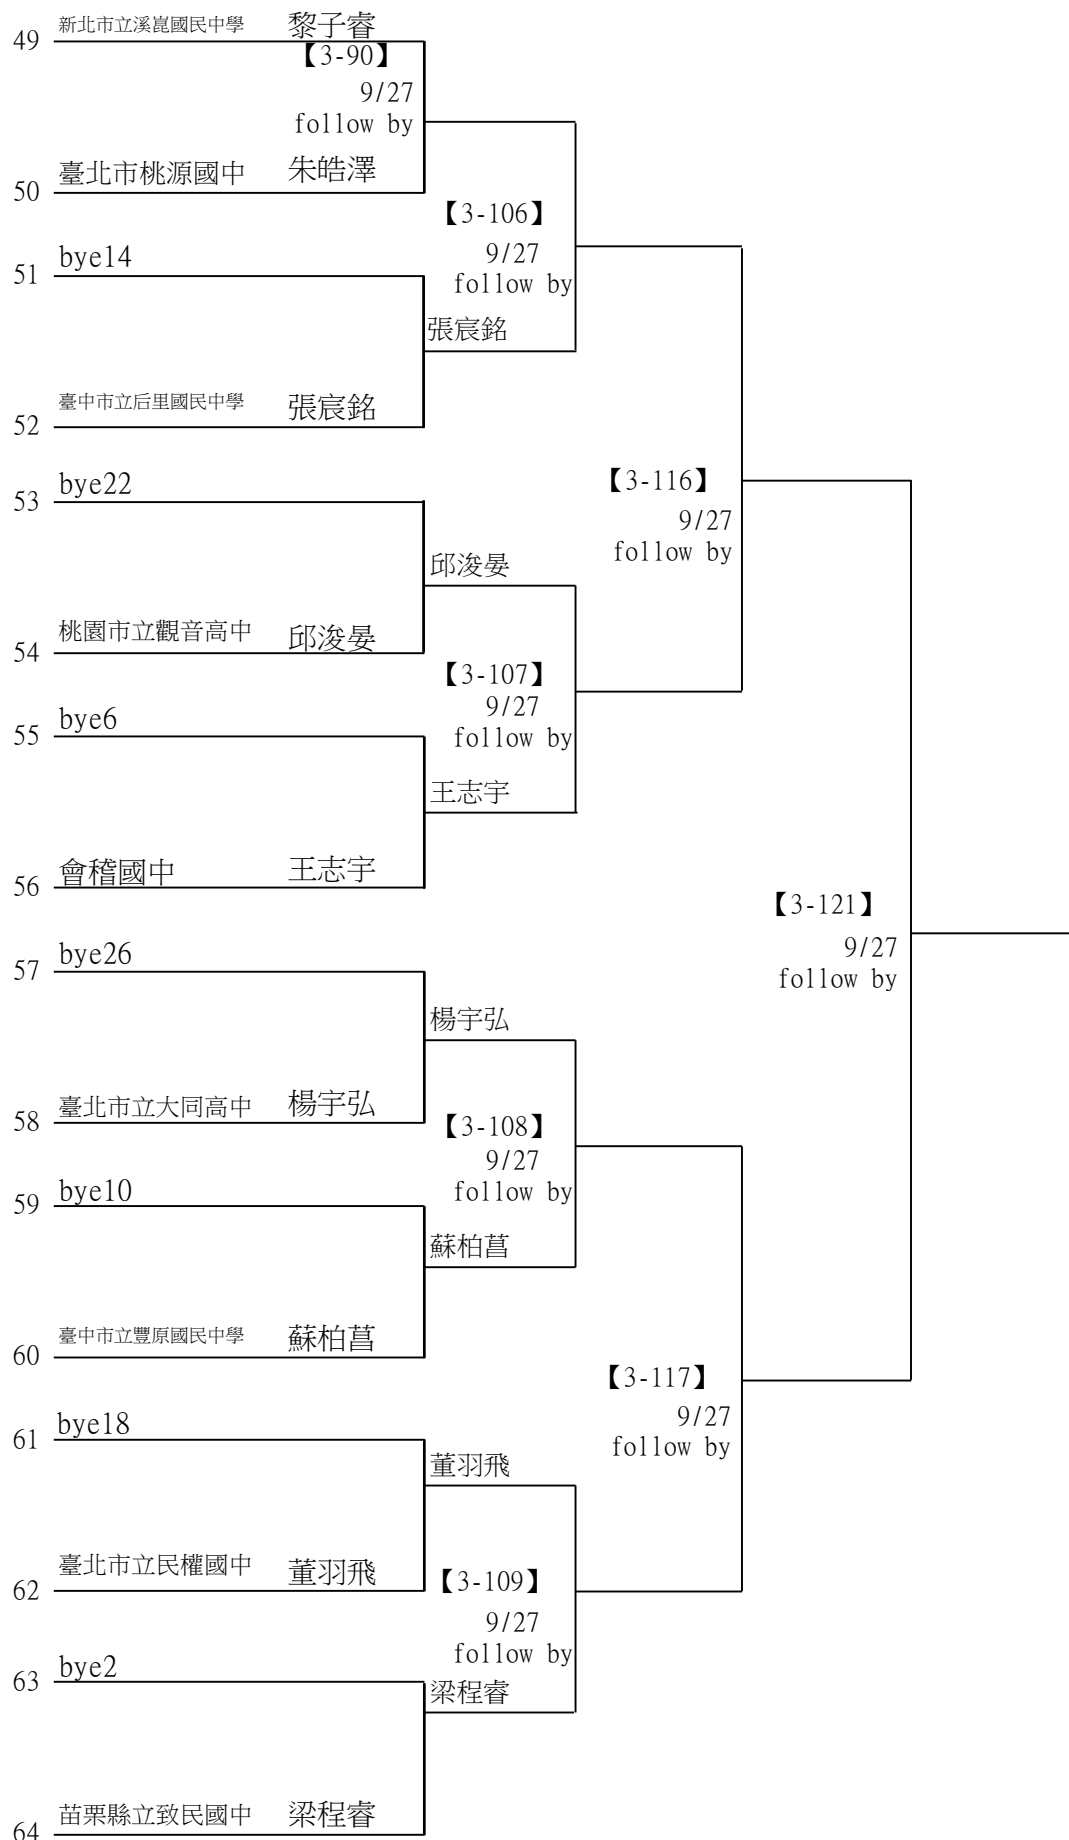 49 新北市立溪崑國民中學 黎子睿
【3-90】
9/27
follow by
50 臺北市桃源國中 朱皓澤
【3-106】
9/27
follow by
51 bye14
張宸銘
52 臺中市立后里國民中學 張宸銘
53 bye22
【3-116】
9/27
follow by
邱浚晏
54 桃園市立觀音高中 邱浚晏
【3-107】
9/27
follow by
55 bye6
王志宇
56 會稽國中 王志宇
【3-121】
9/27
follow by
57 bye26
楊宇弘
58 臺北市立大同高中 楊宇弘
【3-108】
9/27
follow by
59 bye10
蘇柏菖
60 臺中市立豐原國民中學 蘇柏菖
【3-117】
9/27
follow by
61 bye18
董羽飛
62 臺北市立民權國中 董羽飛
【3-109】
9/27
follow by
63 bye2
梁程睿
64 苗栗縣立致民國中 梁程睿